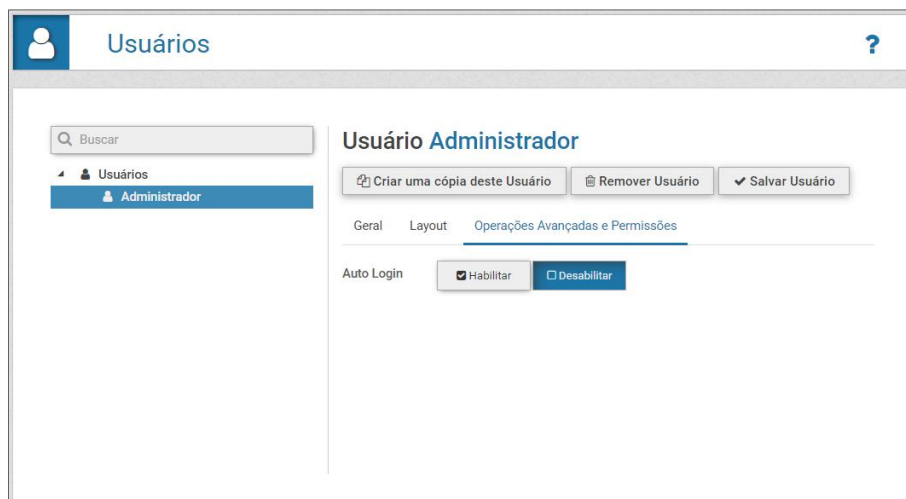 Usuários
?
Buscar
Usuários
Administrador
Usuário Administrador
Criar uma cópia deste Usuário Remover Usuário Salvar Usuário
Geral Layout Operações Avançadas e Permissões
Auto Login Habilitar Desabilitar